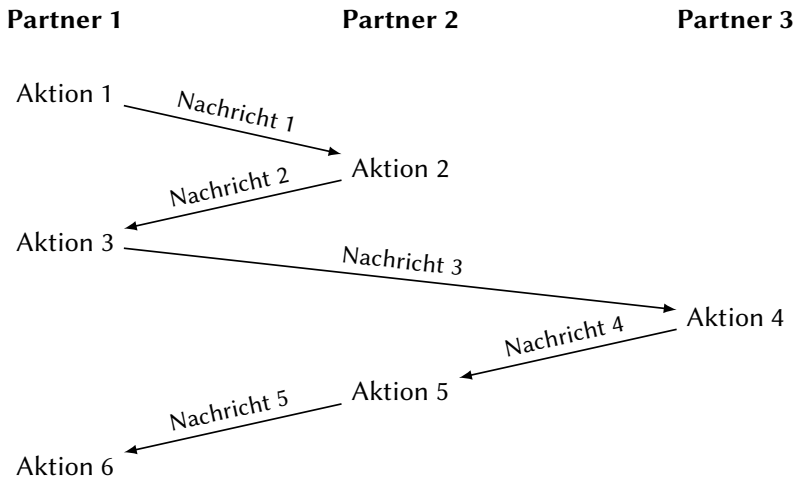 Partner 1 Partner 2 Partner 3
Aktion 1
Nachricht 1
Aktion 2
Nachricht 2
Aktion 3
Nachricht 3
Aktion 4
Nachricht 4
Aktion 5
Nachricht 5
Aktion 6